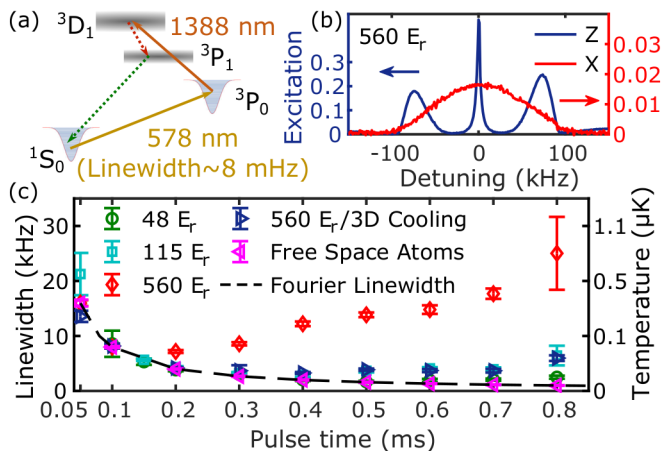 (a)
³D₁
1388 nm
³P₁
³P₀
578 nm
(Linewidth~8 mHz)
¹S₀
(b)
560 Eᵣ
Z
X
Excitation
0.3
0.2
0.1
0
0.03
0.02
0.01
0
-100 0 100
Detuning (kHz)
(c)
48 Eᵣ
115 Eᵣ
560 Eᵣ
560 Eᵣ/3D Cooling
Free Space Atoms
Fourier Linewidth
Linewidth (kHz)
30
20
10
0
Temperature (μK)
1.1
0.5
0.1
0
0.05 0.1 0.2 0.3 0.4 0.5 0.6 0.7 0.8
Pulse time (ms)